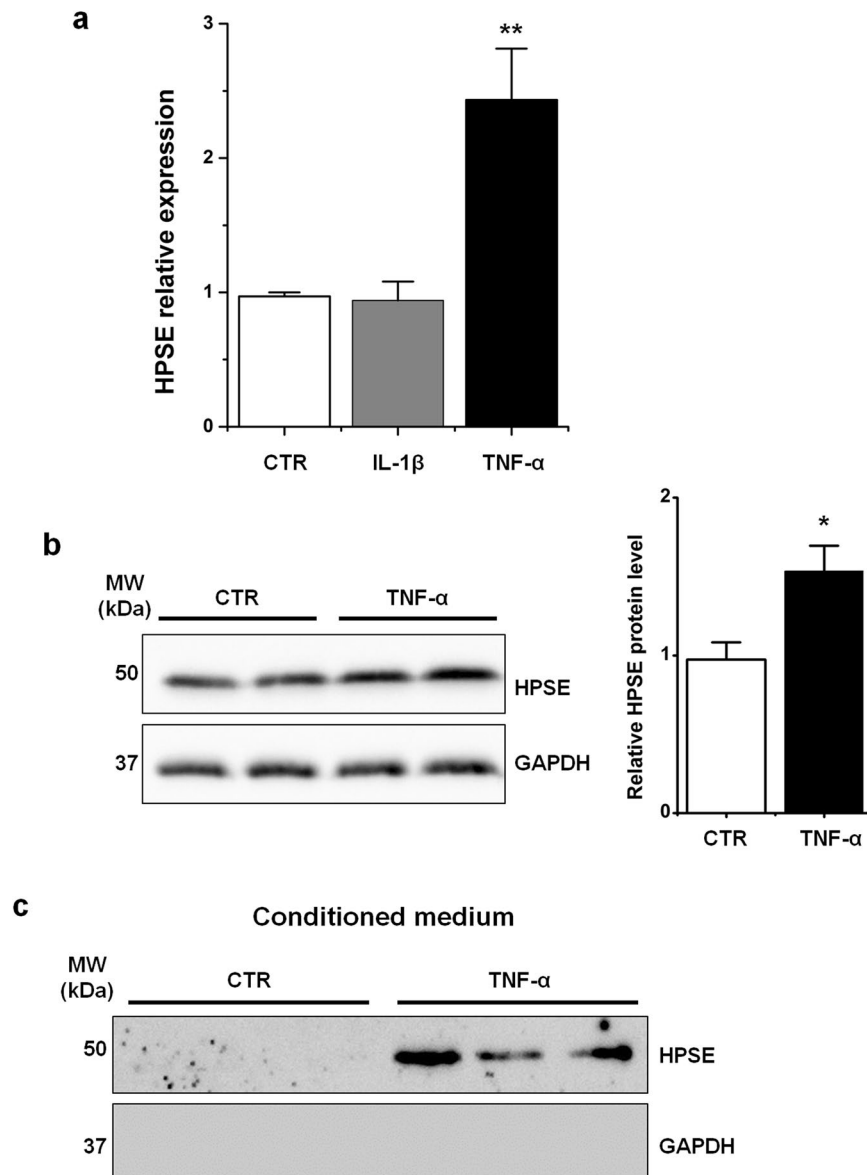 a
HPSE relative expression
3
2
1
0
**
CTR IL-1β TNF-α
b
MW
(kDa)
CTR TNF-α
50 HPSE
37 GAPDH
Relative HPSE protein level
2
1
0
*
CTR TNF-α
c
Conditioned medium
MW
(kDa)
CTR TNF-α
50 HPSE
37 GAPDH